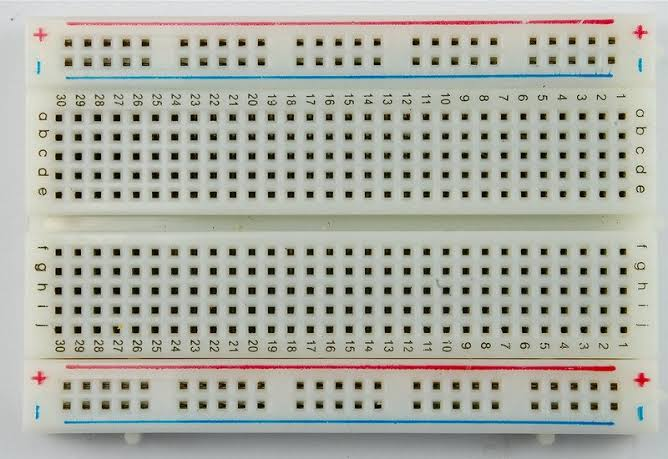 + +
- -
30 29 28 27 26 25 24 23 22 21 20 19 18 17 16 15 14 13 12 11 10 9 8 7 6 5 4 3 2 1
a a
b b
c c
d d
e e
f f
g g
h h
i i
j j
30 29 28 27 26 25 24 23 22 21 20 19 18 17 16 15 14 13 12 11 10 9 8 7 6 5 4 3 2 1
+ +
- -